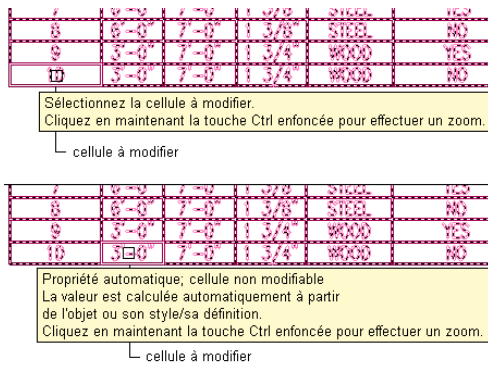 8 6'-0" 7'-0" 1 3/8" STEEL NO
9 3'-0" 7'-0" 1 3/4" WOOD YES
10 3'-0" 7'-0" 1 3/4" WOOD NO
Sélectionnez la cellule à modifier.
Cliquez en maintenant la touche Ctrl enfoncée pour effectuer un zoom.
cellule à modifier
8 6'-0" 7'-0" 1 3/8" STEEL NO
9 3'-0" 7'-0" 1 3/4" WOOD YES
10 3'-0" 7'-0" 1 3/4" WOOD NO
Propriété automatique; cellule non modifiable
La valeur est calculée automatiquement à partir
de l'objet ou son style/sa définition.
Cliquez en maintenant la touche Ctrl enfoncée pour effectuer un zoom.
cellule à modifier